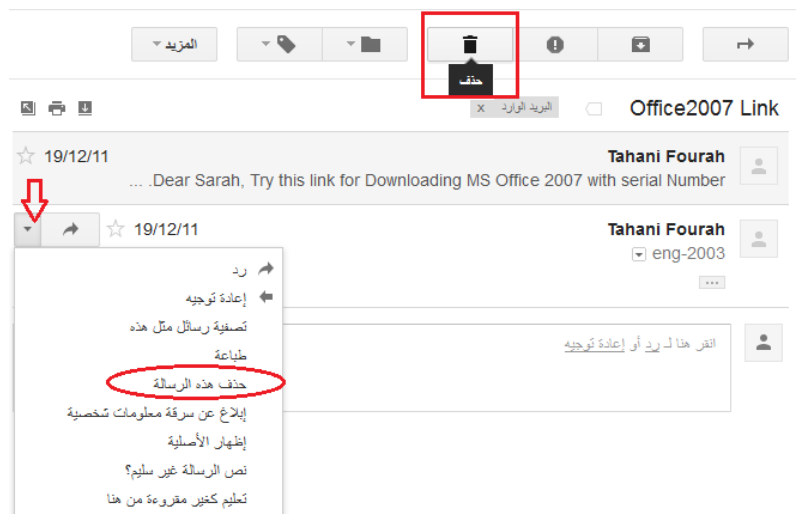 المزيد
حذف
Office2007 Link
البريد الوارد x
Tahani Fourah
19/12/11
Dear Sarah, Try this link for Downloading MS Office 2007 with serial Number. ...
Tahani Fourah
19/12/11
eng-2003
...
رد
إعادة توجيه
تصفية رسائل مثل هذه
طباعة
حذف هذه الرسالة
إبلاغ عن سرقة معلومات شخصية
إظهار الأصلية
نص الرسالة غير سليم؟
تعليم كغير مقروءة من هنا
انقر هنا لـ رد أو إعادة توجيه